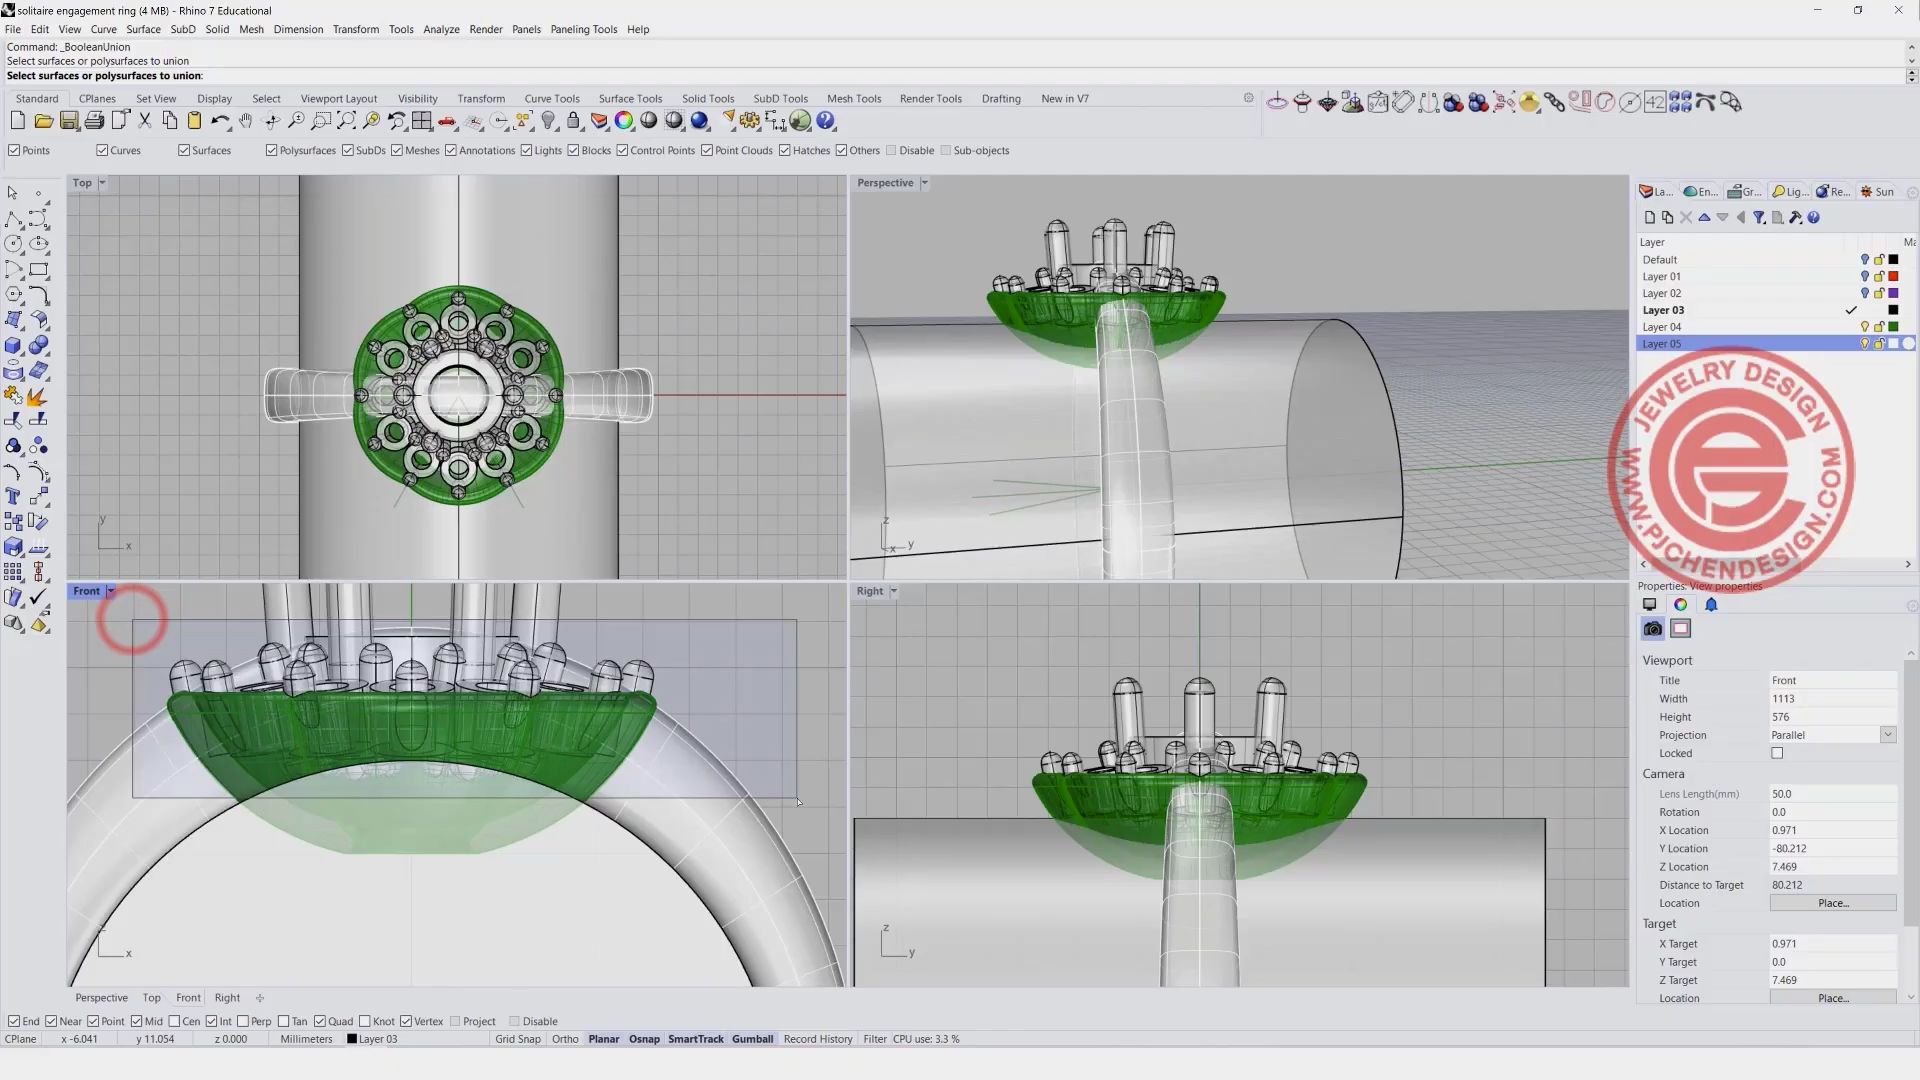 solitaire engagement ring (4 MB) - Rhino 7 Educational
File Edit View Curve Surface SubD Solid Mesh Dimension Transform Tools Analyze Render Panels Paneling Tools Help
Command: _BooleanUnion
Select surfaces or polysurfaces to union
Select surfaces or polysurfaces to union:
Standard CPlanes Set View Display Select Viewport Layout Visibility Transform Curve Tools Surface Tools Solid Tools SubD Tools Mesh Tools Render Tools Drafting New in V7
42
Points Curves Surfaces Polysurfaces SubDs Meshes Annotations Lights Blocks Control Points Point Clouds Hatches Others Disable Sub-objects
Top
Perspective
La... En... Gr... Lig... Re... Sun
Layer Ma
Default
Layer 01
Layer 02
Layer 03
Layer 04
Layer 05
JEWELRY DESIGN
WWW.PJCHENDESIGN.COM
y
x
z
x y
Front
Right
Properties: View properties
Viewport
Title Front
Width 1113
Height 576
Projection Parallel
Locked
Camera
Lens Length(mm) 50.0
Rotation 0.0
X Location 0.971
Y Location -80.212
Z Location 7.469
Distance to Target 80.212
Location Place...
Target
X Target 0.971
Y Target 0.0
Z Target 7.469
Location Place...
x
z
y
Perspective Top Front Right
End Near Point Mid Cen Int Perp Tan Quad Knot Vertex Project Disable
CPlane x -6.041 y 11.054 z 0.000 Millimeters Layer 03 Grid Snap Ortho Planar Osnap SmartTrack Gumball Record History Filter CPU use: 3.3 %